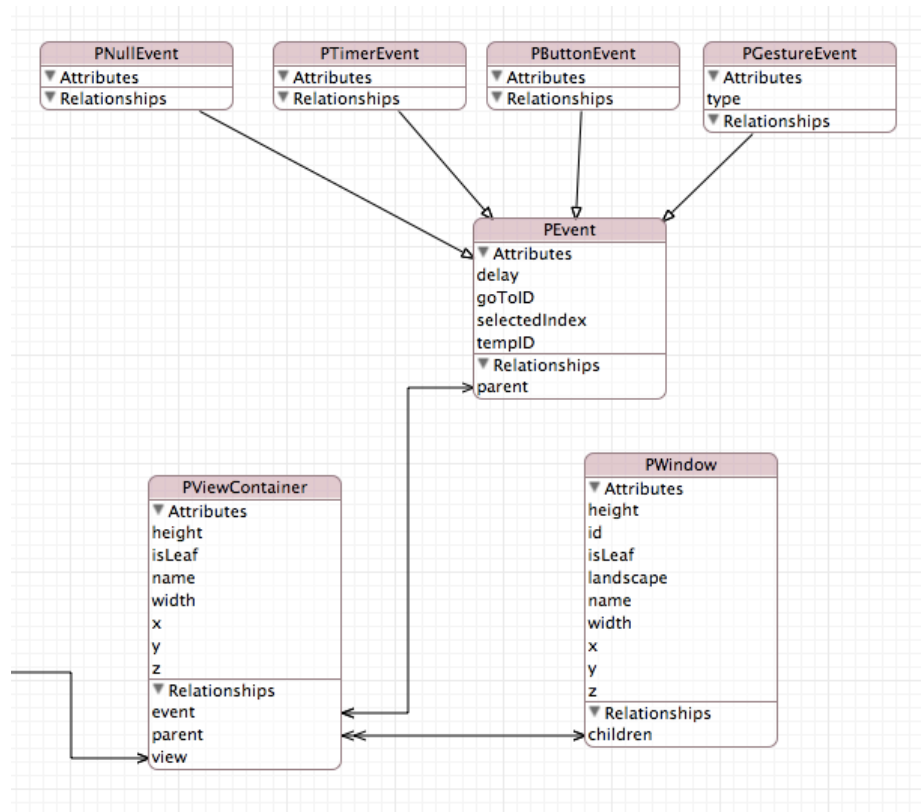 PNullEvent
Attributes
Relationships
PTimerEvent
Attributes
Relationships
PButtonEvent
Attributes
Relationships
PGestureEvent
Attributes
type
Relationships
PEvent
Attributes
delay
goToID
selectedIndex
tempID
Relationships
parent
PViewContainer
Attributes
height
isLeaf
name
width
x
y
z
Relationships
event
parent
view
PWindow
Attributes
height
id
isLeaf
landscape
name
width
x
y
z
Relationships
children